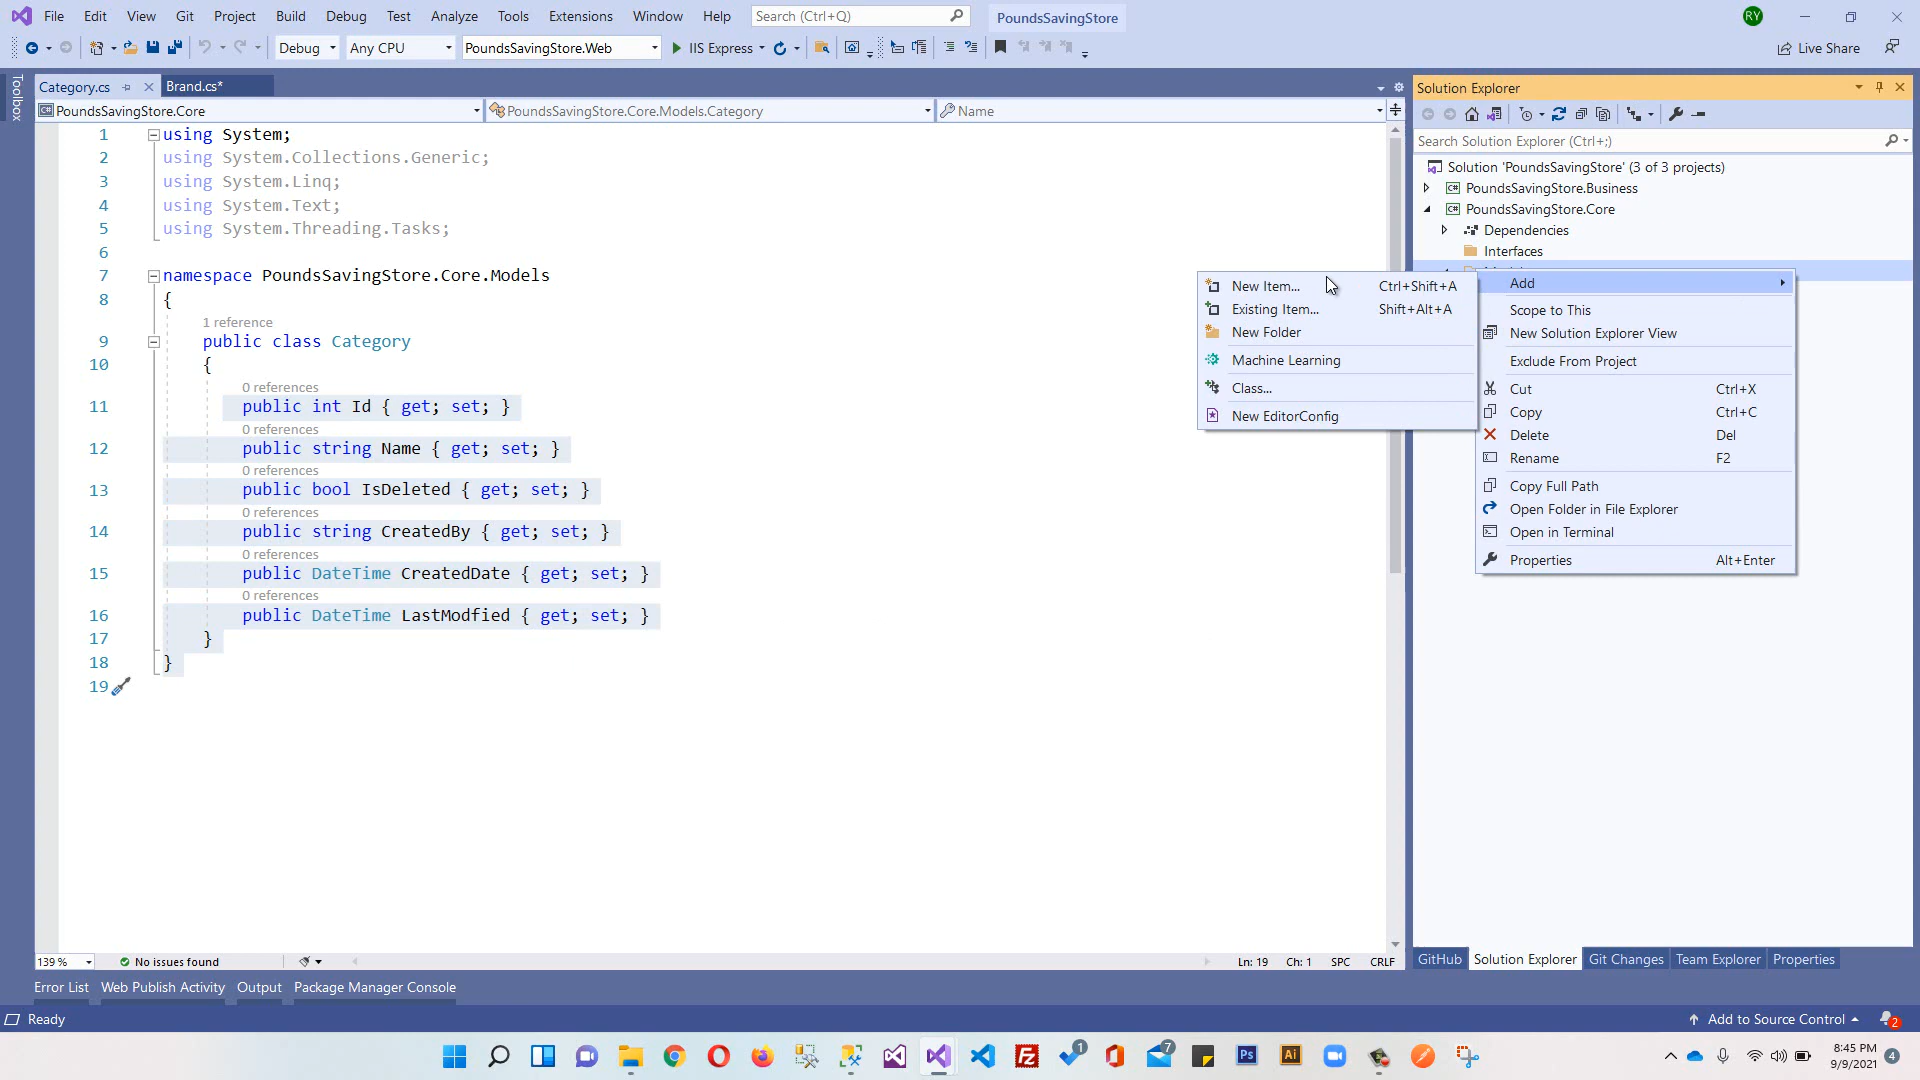 File Edit View Git Project Build Debug Test Analyze Tools Extensions Window Help Search (Ctrl+Q) PoundsSavingStore RY
Debug Any CPU PoundsSavingStore.Web IIS Express Live Share
Toolbox
Category.cs Brand.cs*
PoundsSavingStore.Core PoundsSavingStore.Core.Models.Category Name
1 using System;
2 using System.Collections.Generic;
3 using System.Linq;
4 using System.Text;
5 using System.Threading.Tasks;
6
7 namespace PoundsSavingStore.Core.Models
8 {
1 reference
9 public class Category
10 {
0 references
11 public int Id { get; set; }
0 references
12 public string Name { get; set; }
0 references
13 public bool IsDeleted { get; set; }
0 references
14 public string CreatedBy { get; set; }
0 references
15 public DateTime CreatedDate { get; set; }
0 references
16 public DateTime LastModfied { get; set; }
17 }
18 }
19
139 % No issues found Ln: 19 Ch: 1 SPC CRLF
New Item... Ctrl+Shift+A
Existing Item... Shift+Alt+A
New Folder
Machine Learning
Class...
New EditorConfig
Solution Explorer
Search Solution Explorer (Ctrl+;)
Solution 'PoundsSavingStore' (3 of 3 projects)
C# PoundsSavingStore.Business
C# PoundsSavingStore.Core
Dependencies
Interfaces
Add
Scope to This
New Solution Explorer View
Exclude From Project
Cut Ctrl+X
Copy Ctrl+C
Delete Del
Rename F2
Copy Full Path
Open Folder in File Explorer
Open in Terminal
Properties Alt+Enter
GitHub Solution Explorer Git Changes Team Explorer Properties
Error List Web Publish Activity Output Package Manager Console
Ready Add to Source Control 2
1 7 Ps Ai
8:45 PM
9/9/2021 4